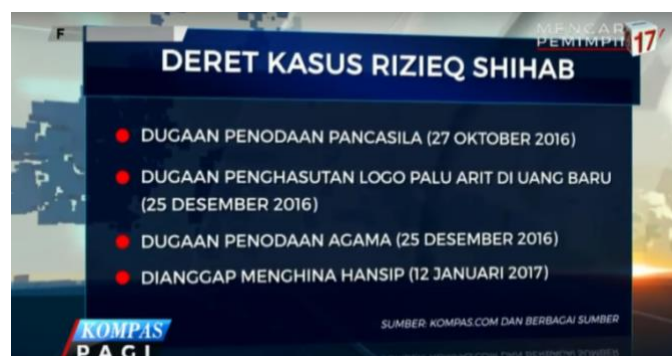 F
MENCARI
PEMIMPIN
17
DERET KASUS RIZIEQ SHIHAB
DUGAAN PENODAAN PANCASILA (27 OKTOBER 2016)
DUGAAN PENGHASUTAN LOGO PALU ARIT DI UANG BARU
(25 DESEMBER 2016)
DUGAAN PENODAAN AGAMA (25 DESEMBER 2016)
DIANGGAP MENGHINA HANSIP (12 JANUARI 2017)
SUMBER: KOMPAS.COM DAN BERBAGAI SUMBER
KOMPAS
PAGI